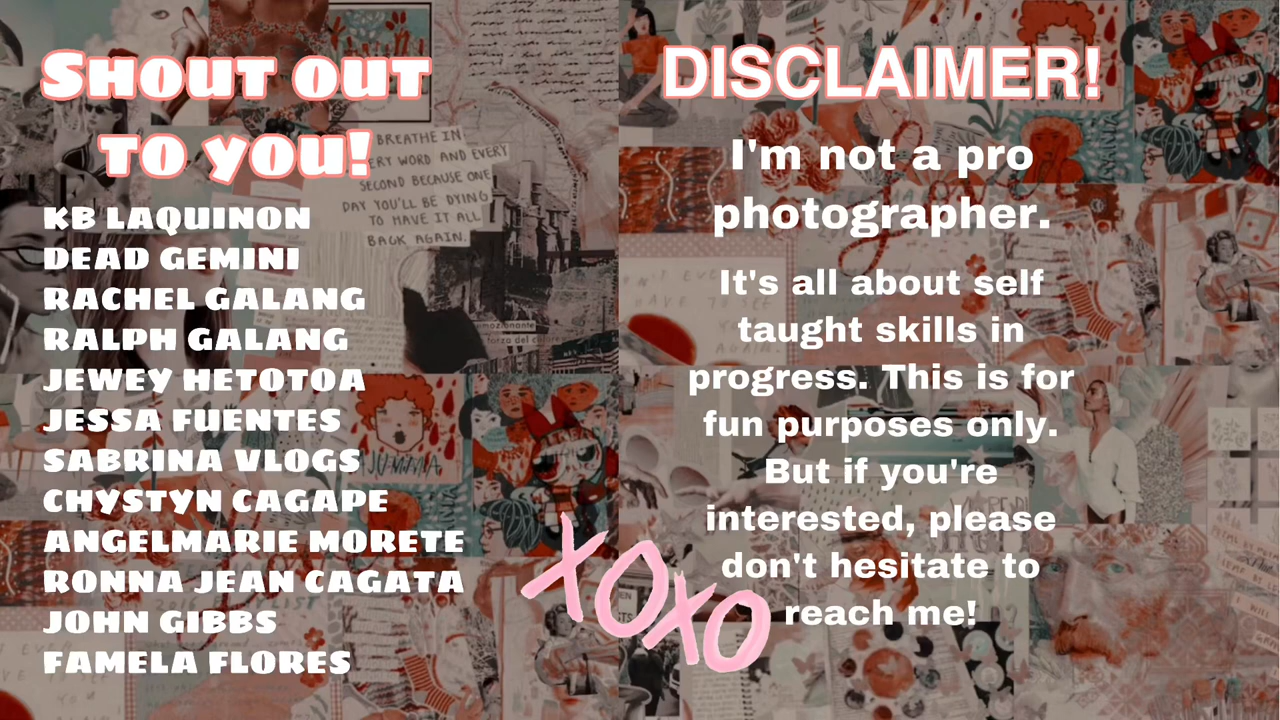 SHOUT OUT
TO YOU!
KB LAQUINON
DEAD GEMINI
RACHEL GALANG
RALPH GALANG
JEWEY HETOTOA
JESSA FUENTES
SABRINA VLOGS
CHYSTYN CAGAPE
ANGELMARIE MORETE
RONNA JEAN CAGATA
JOHN GIBBS
FAMELA FLORES
BREATHE IN
EVERY WORD AND EVERY
SECOND BECAUSE ONE
DAY YOU'LL BE DYING
TO HAVE IT ALL
BACK AGAIN.
emozionante
forza del
DISCLAIMER!
I'm not a pro
photographer.
It's all about self
taught skills in
progress. This is for
fun purposes only.
But if you're
interested, please
don't hesitate to
reach me!
XOXO